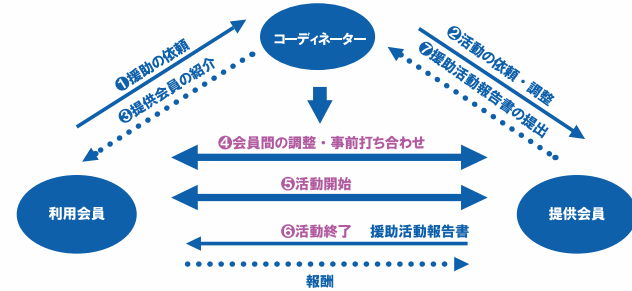 コーディネーター
❶援助の依頼
❸提供会員の紹介
❷活動の依頼・調整
❼援助活動報告書の提出
❹会員間の調整・事前打ち合わせ
❺活動開始
利用会員
提供会員
❻活動終了　援助活動報告書
報酬